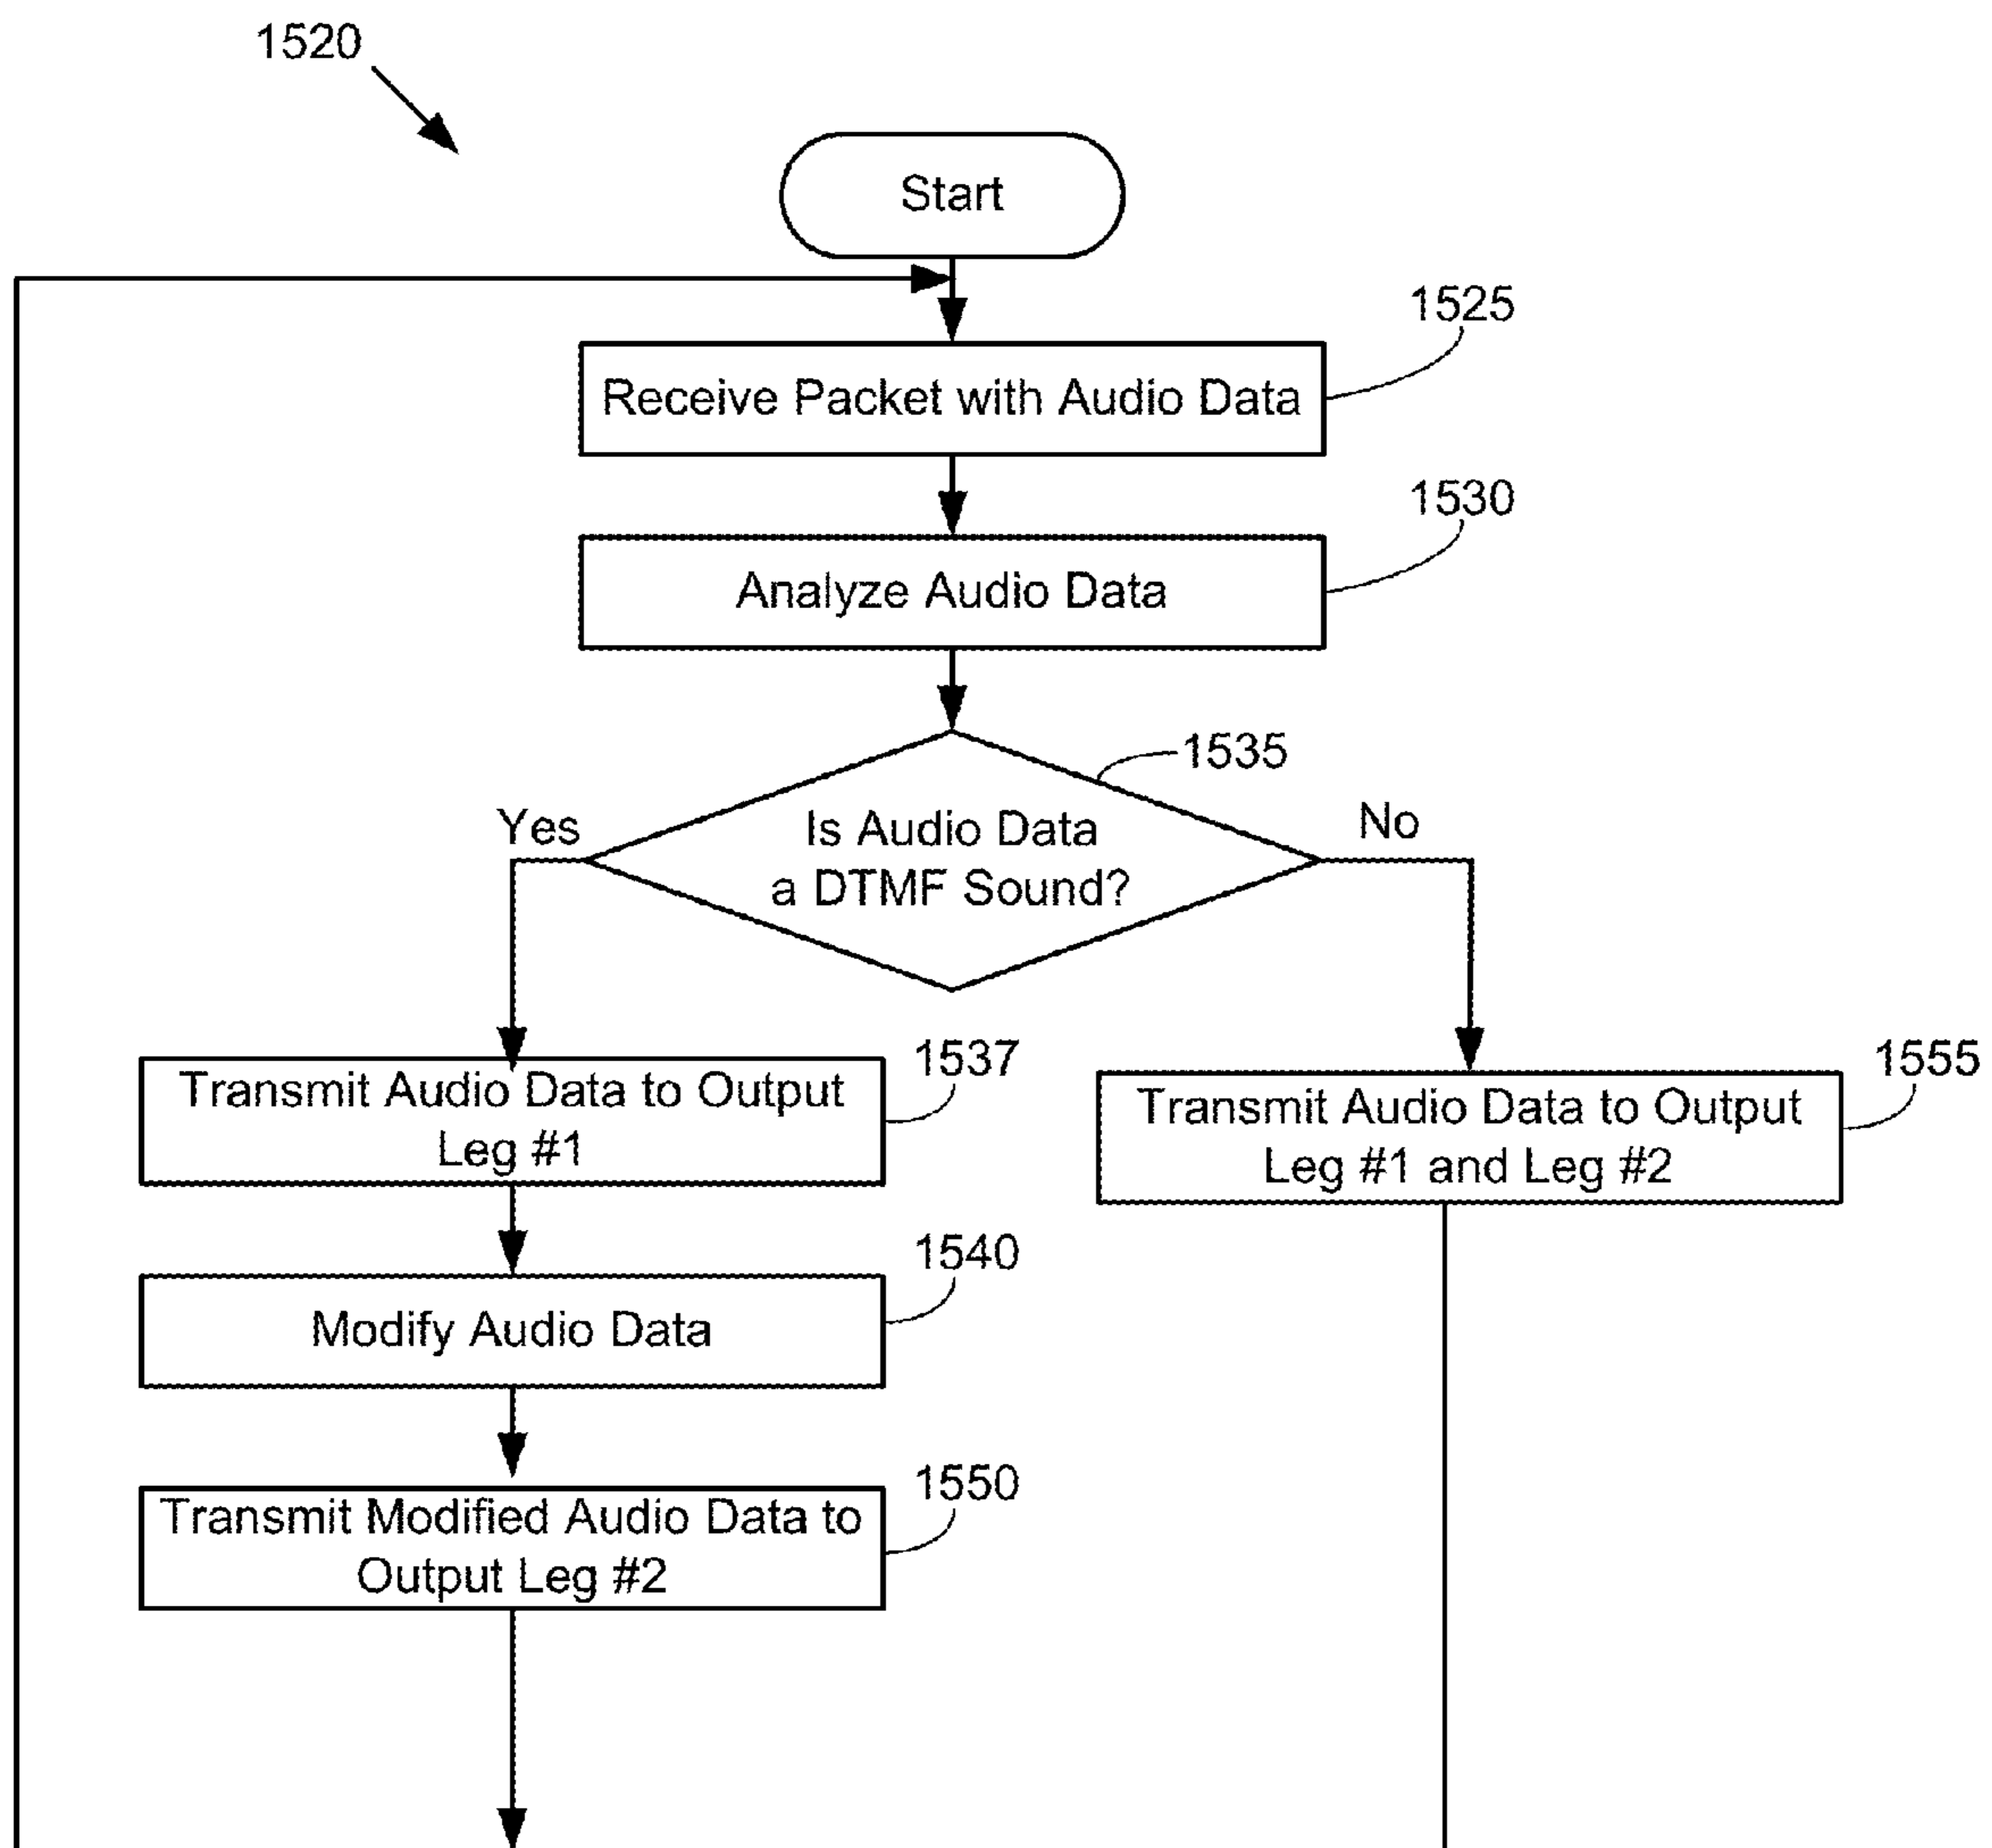 1520
Start
1525
Receive Packet with Audio Data
1530
Analyze Audio Data
1535
Yes
Is Audio Data
a DTMF Sound?
No
1537
Transmit Audio Data to Output
Leg #1
1555
Transmit Audio Data to Output
Leg #1 and Leg #2
1540
Modify Audio Data
1550
Transmit Modified Audio Data to
Output Leg #2